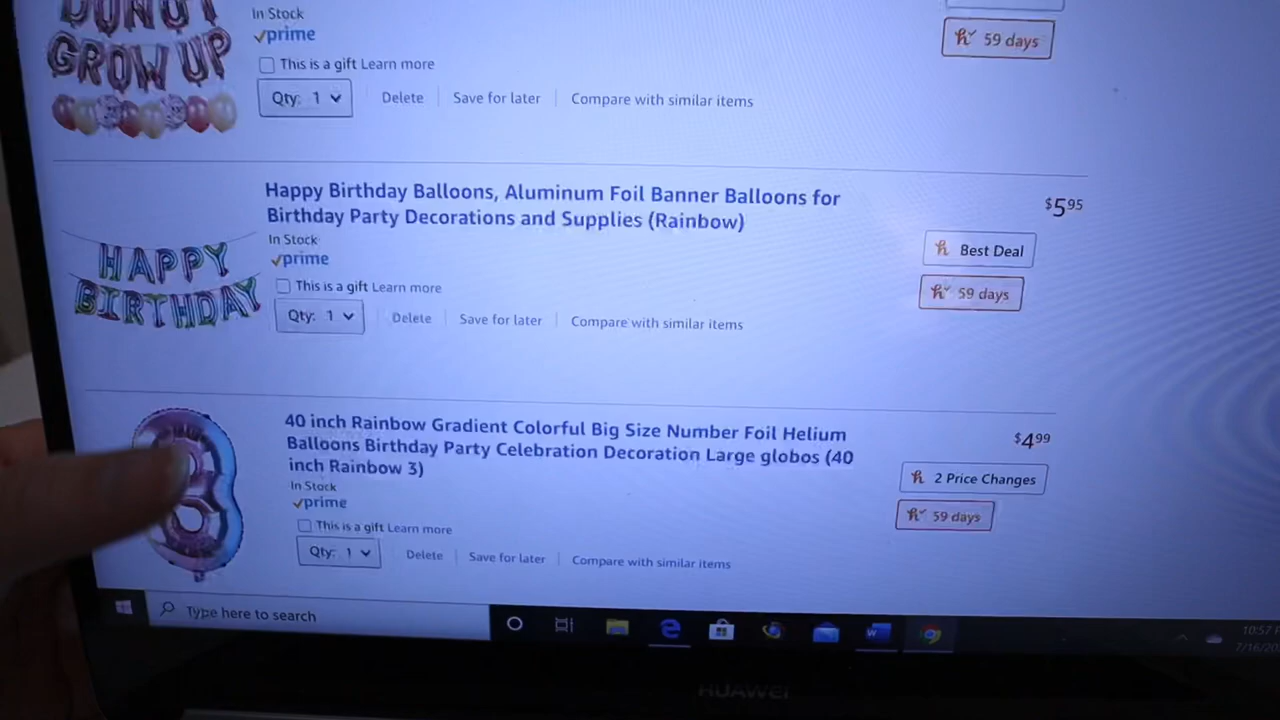 DONUT
GROW UP
In Stock
prime
This is a gift Learn more
Qty: 1
Delete
Save for later
Compare with similar items
59 days
Happy Birthday Balloons, Aluminum Foil Banner Balloons for
Birthday Party Decorations and Supplies (Rainbow)
$5.95
In Stock
prime
This is a gift Learn more
Qty: 1
Delete
Save for later
Compare with similar items
h Best Deal
h 59 days
HAPPY
BIRTHDAY
40 inch Rainbow Gradient Colorful Big Size Number Foil Helium
Balloons Birthday Party Celebration Decoration Large globos (40
inch Rainbow 3)
$4.99
In Stock
prime
This is a gift Learn more
Qty: 1
Delete
Save for later
Compare with similar items
h 2 Price Changes
h 59 days
Type here to search
10:57
HUAWEI